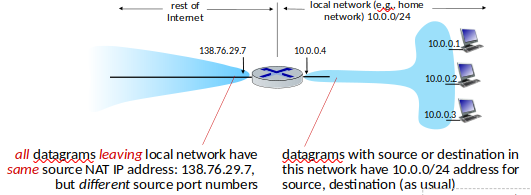 rest of
Internet
local network (e.g., home
network) 10.0.0/24
138.76.29.7
10.0.0.4
10.0.0.1
10.0.0.2
10.0.0.3
all datagrams leaving local network have
same source NAT IP address: 138.76.29.7,
but different source port numbers
datagrams with source or destination in
this network have 10.0.0/24 address for
source, destination (as usual)